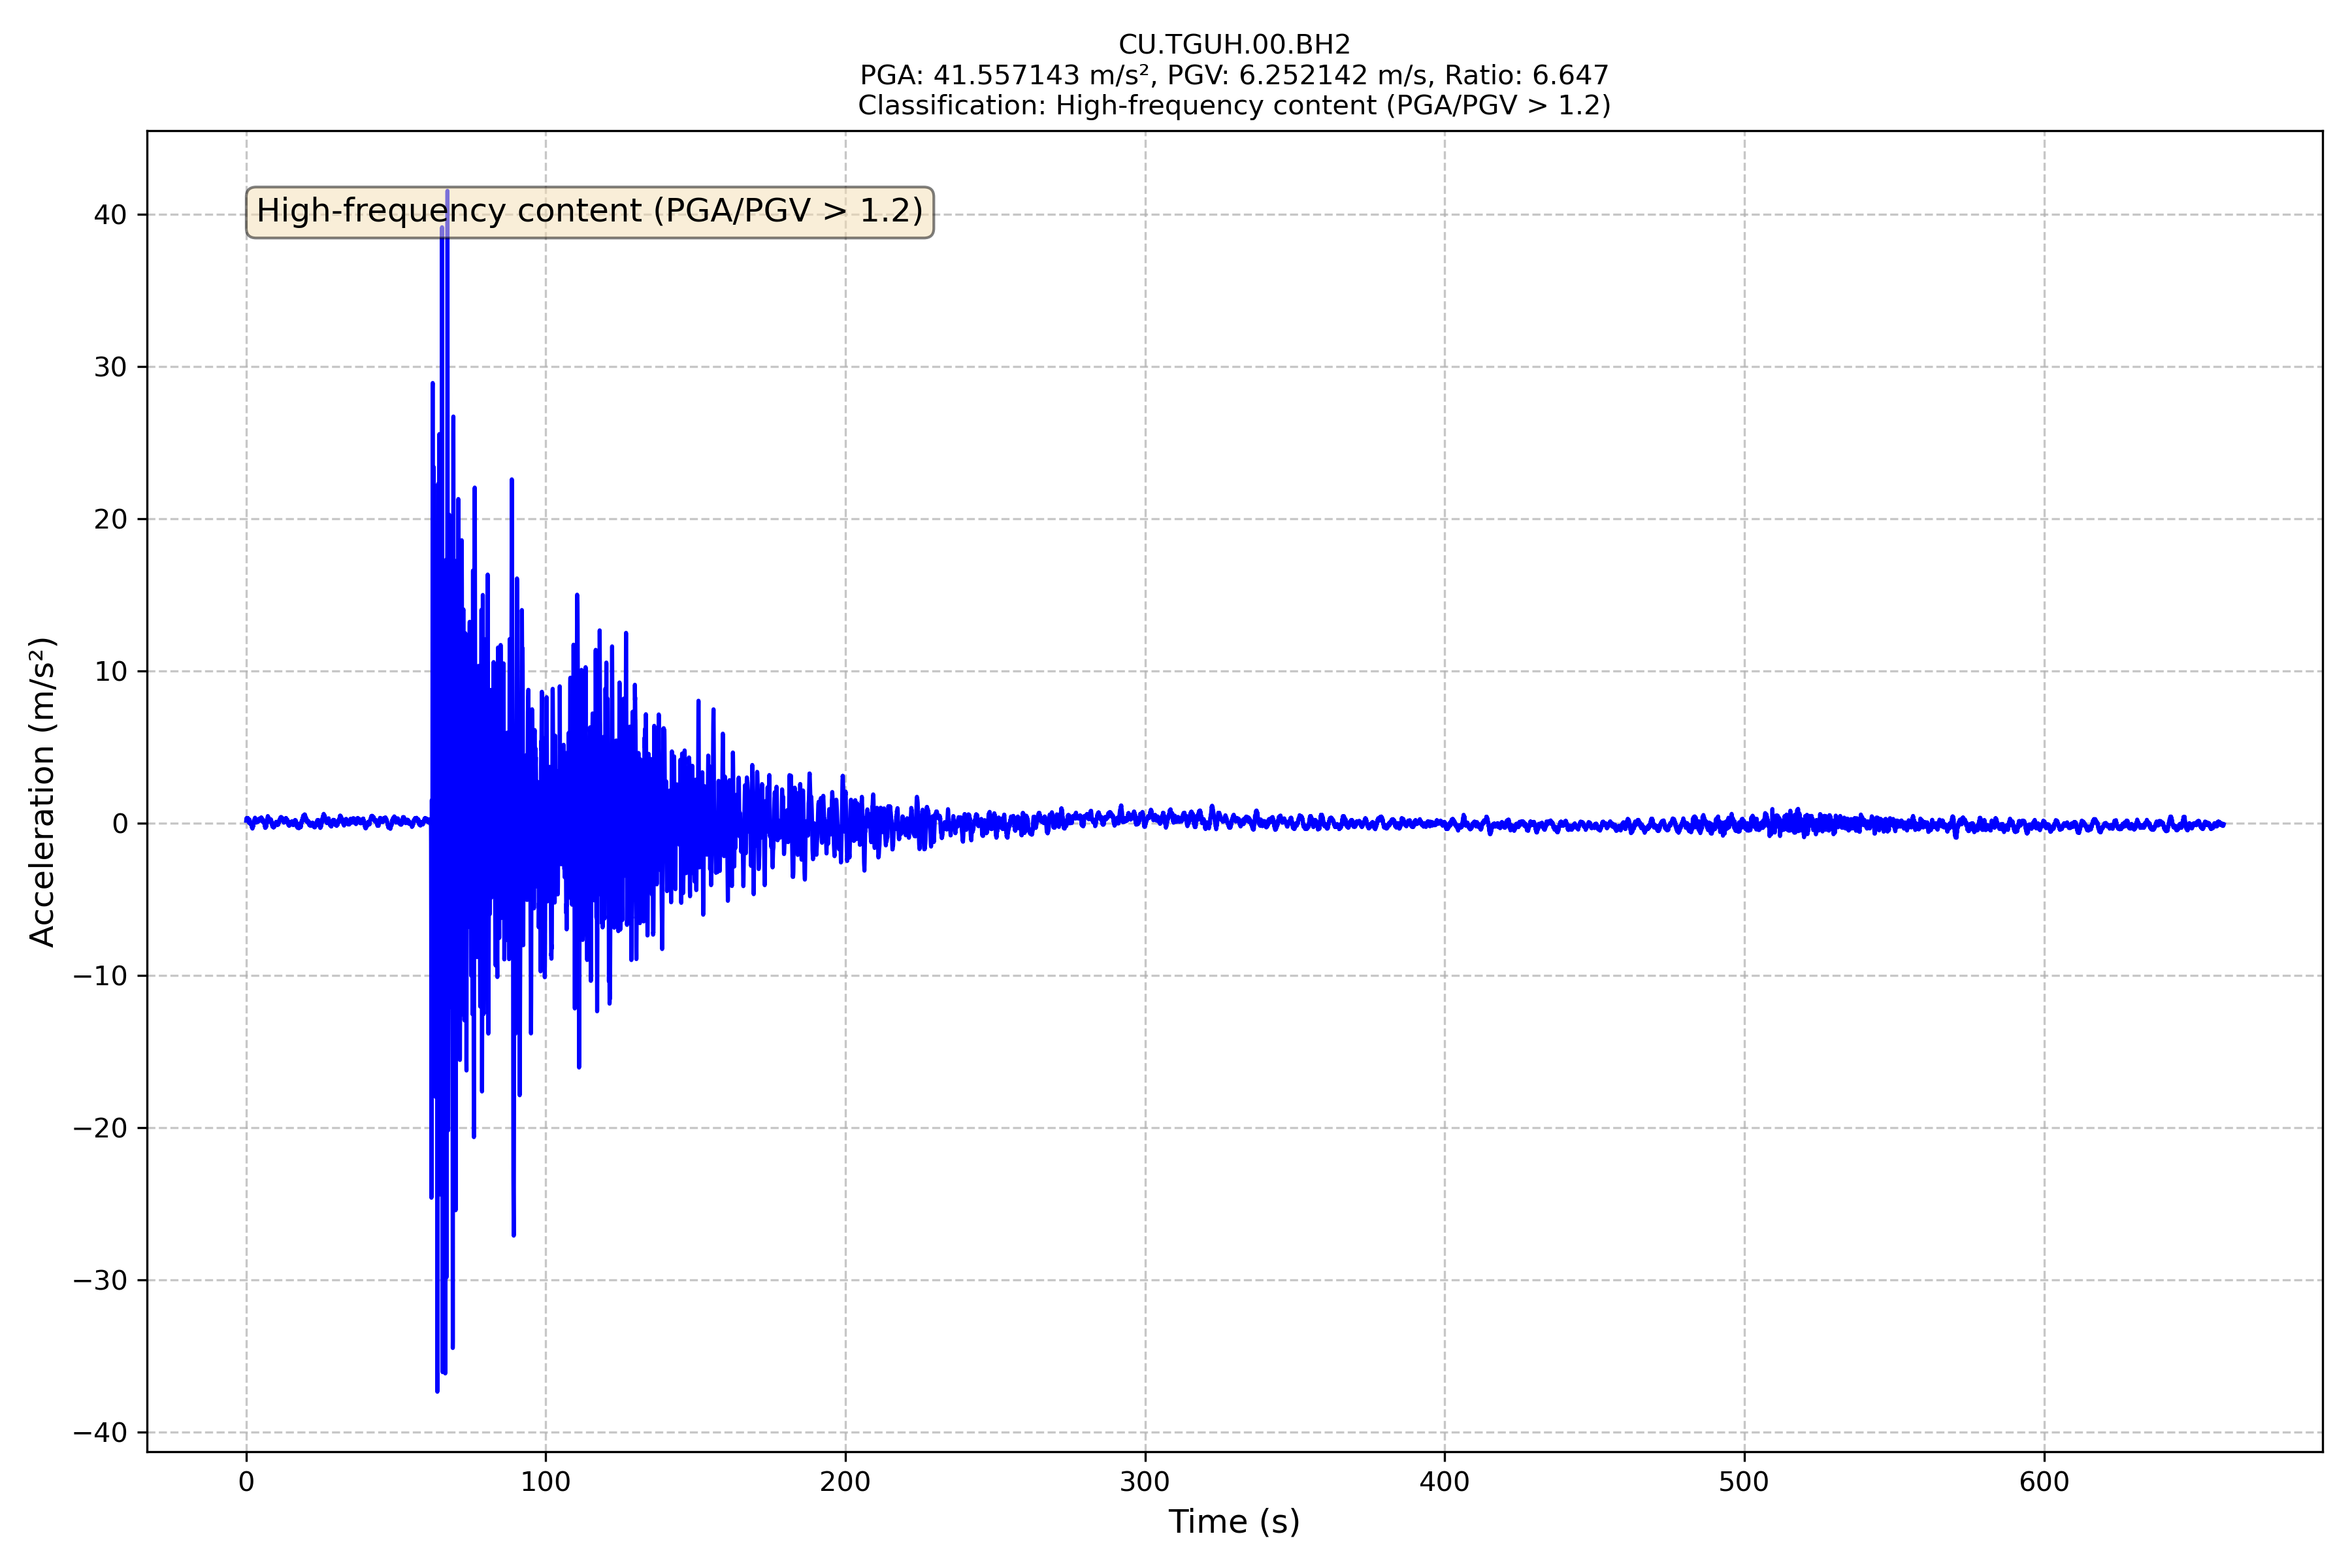 CU.TGUH.00.BH2
PGA: 41.557143 m/s², PGV: 6.252142 m/s, Ratio: 6.647
Classification: High-frequency content (PGA/PGV > 1.2)
High-frequency content (PGA/PGV > 1.2)
40
30
20
10
0
−10
−20
−30
−40
Acceleration (m/s²)
0 100 200 300 400 500 600
Time (s)